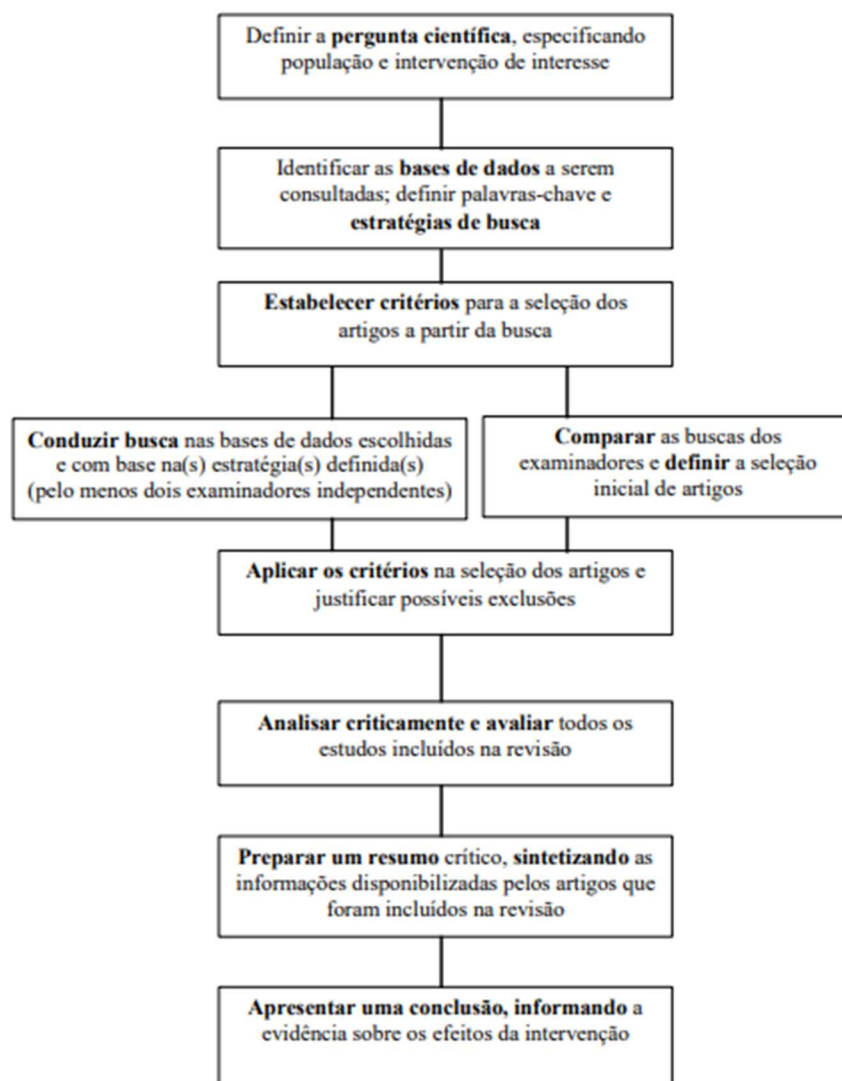 Definir a pergunta científica, especificando
população e intervenção de interesse
Identificar as bases de dados a serem
consultadas; definir palavras-chave e
estratégias de busca
Estabelecer critérios para a seleção dos
artigos a partir da busca
Conduzir busca nas bases de dados escolhidas
e com base na(s) estratégia(s) definida(s)
(pelo menos dois examinadores independentes)
Comparar as buscas dos
examinadores e definir a seleção
inicial de artigos
Aplicar os critérios na seleção dos artigos e
justificar possíveis exclusões
Analisar criticamente e avaliar todos os
estudos incluídos na revisão
Preparar um resumo crítico, sintetizando as
informações disponibilizadas pelos artigos que
foram incluídos na revisão
Apresentar uma conclusão, informando a
evidência sobre os efeitos da intervenção